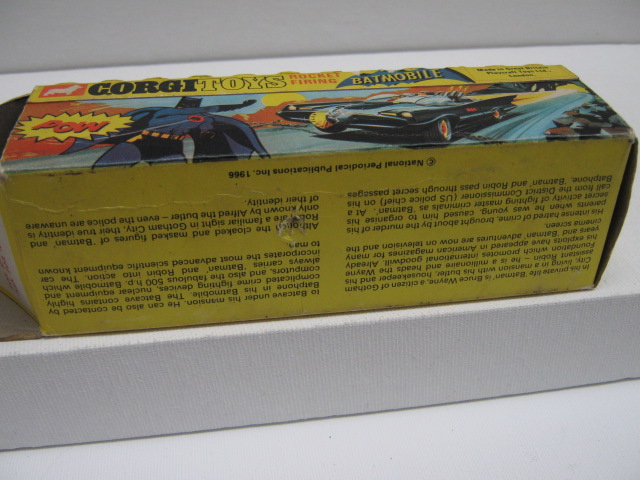 CORGI TOYS
ROCKET
FIRING
BATMOBILE
Made in Great Britain
Playcraft Toys Ltd.,
London.
POW
In his private life 'Batman' is Bruce Wayne, a citizen of Gotham
City, living in a mansion with his butler, housekeeper and his
assistant Robin – he is a millionaire and heads the Wayne
Foundation which promotes international goodwill. Already
his exploits have appeared in American magazines for many
years and Batman' adventures are now on television and the
cinema screen.
His intense hatred of crime, brought about by the murder of his
parents when he was young, caused him to organise his
secret activity of fighting master criminals as 'Batman'. At a
call from the District Commissioner (US police chief) on his
Batphone, 'Batman' and Robin pass through secret passages
to Batcave under his mansion. He can also be contacted by
Batphone in his Batmobile. The Batcave contains highly
complicated crime fighting devices, nuclear equipment and
computers, and also the fabulous 500 h.p. Batmobile which
always carries 'Batman' and Robin into action. The car
incorporates the most advanced scientific equipment known
to man.
Although the cloaked and masked figures of 'Batman' and
Robin are a familiar sight in Gotham City, their true identity is
only known by Alfred the butler – even the police are unaware
of their identity.
© National Periodical Publications Inc. 1966